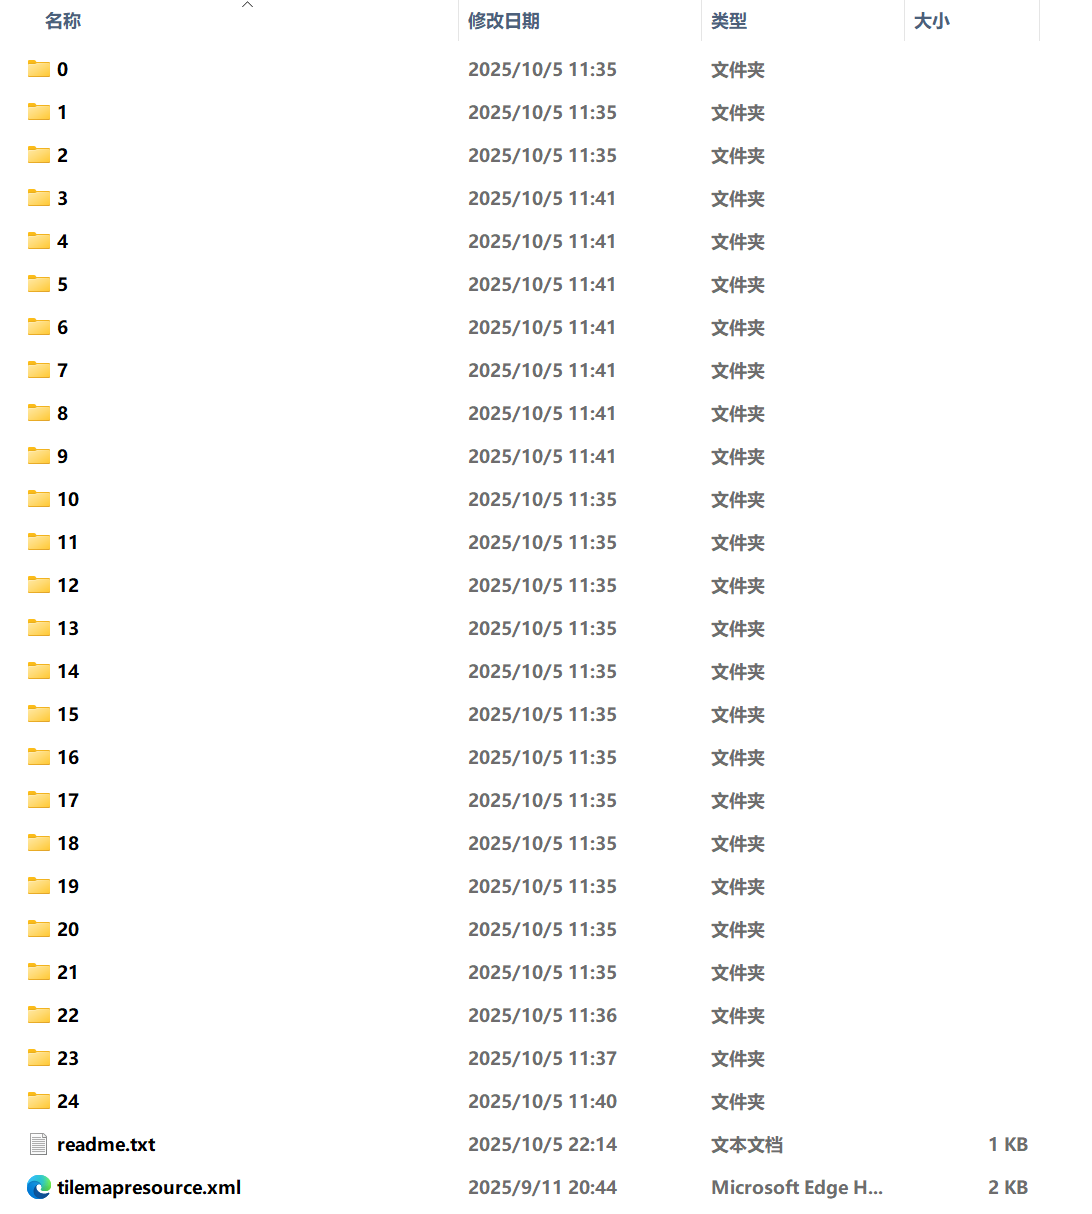 名称 修改日期 类型 大小
0 2025/10/5 11:35 文件夹
1 2025/10/5 11:35 文件夹
2 2025/10/5 11:35 文件夹
3 2025/10/5 11:41 文件夹
4 2025/10/5 11:41 文件夹
5 2025/10/5 11:41 文件夹
6 2025/10/5 11:41 文件夹
7 2025/10/5 11:41 文件夹
8 2025/10/5 11:41 文件夹
9 2025/10/5 11:41 文件夹
10 2025/10/5 11:35 文件夹
11 2025/10/5 11:35 文件夹
12 2025/10/5 11:35 文件夹
13 2025/10/5 11:35 文件夹
14 2025/10/5 11:35 文件夹
15 2025/10/5 11:35 文件夹
16 2025/10/5 11:35 文件夹
17 2025/10/5 11:35 文件夹
18 2025/10/5 11:35 文件夹
19 2025/10/5 11:35 文件夹
20 2025/10/5 11:35 文件夹
21 2025/10/5 11:35 文件夹
22 2025/10/5 11:36 文件夹
23 2025/10/5 11:37 文件夹
24 2025/10/5 11:40 文件夹
readme.txt 2025/10/5 22:14 文本文档 1 KB
tilemapresource.xml 2025/9/11 20:44 Microsoft Edge H... 2 KB